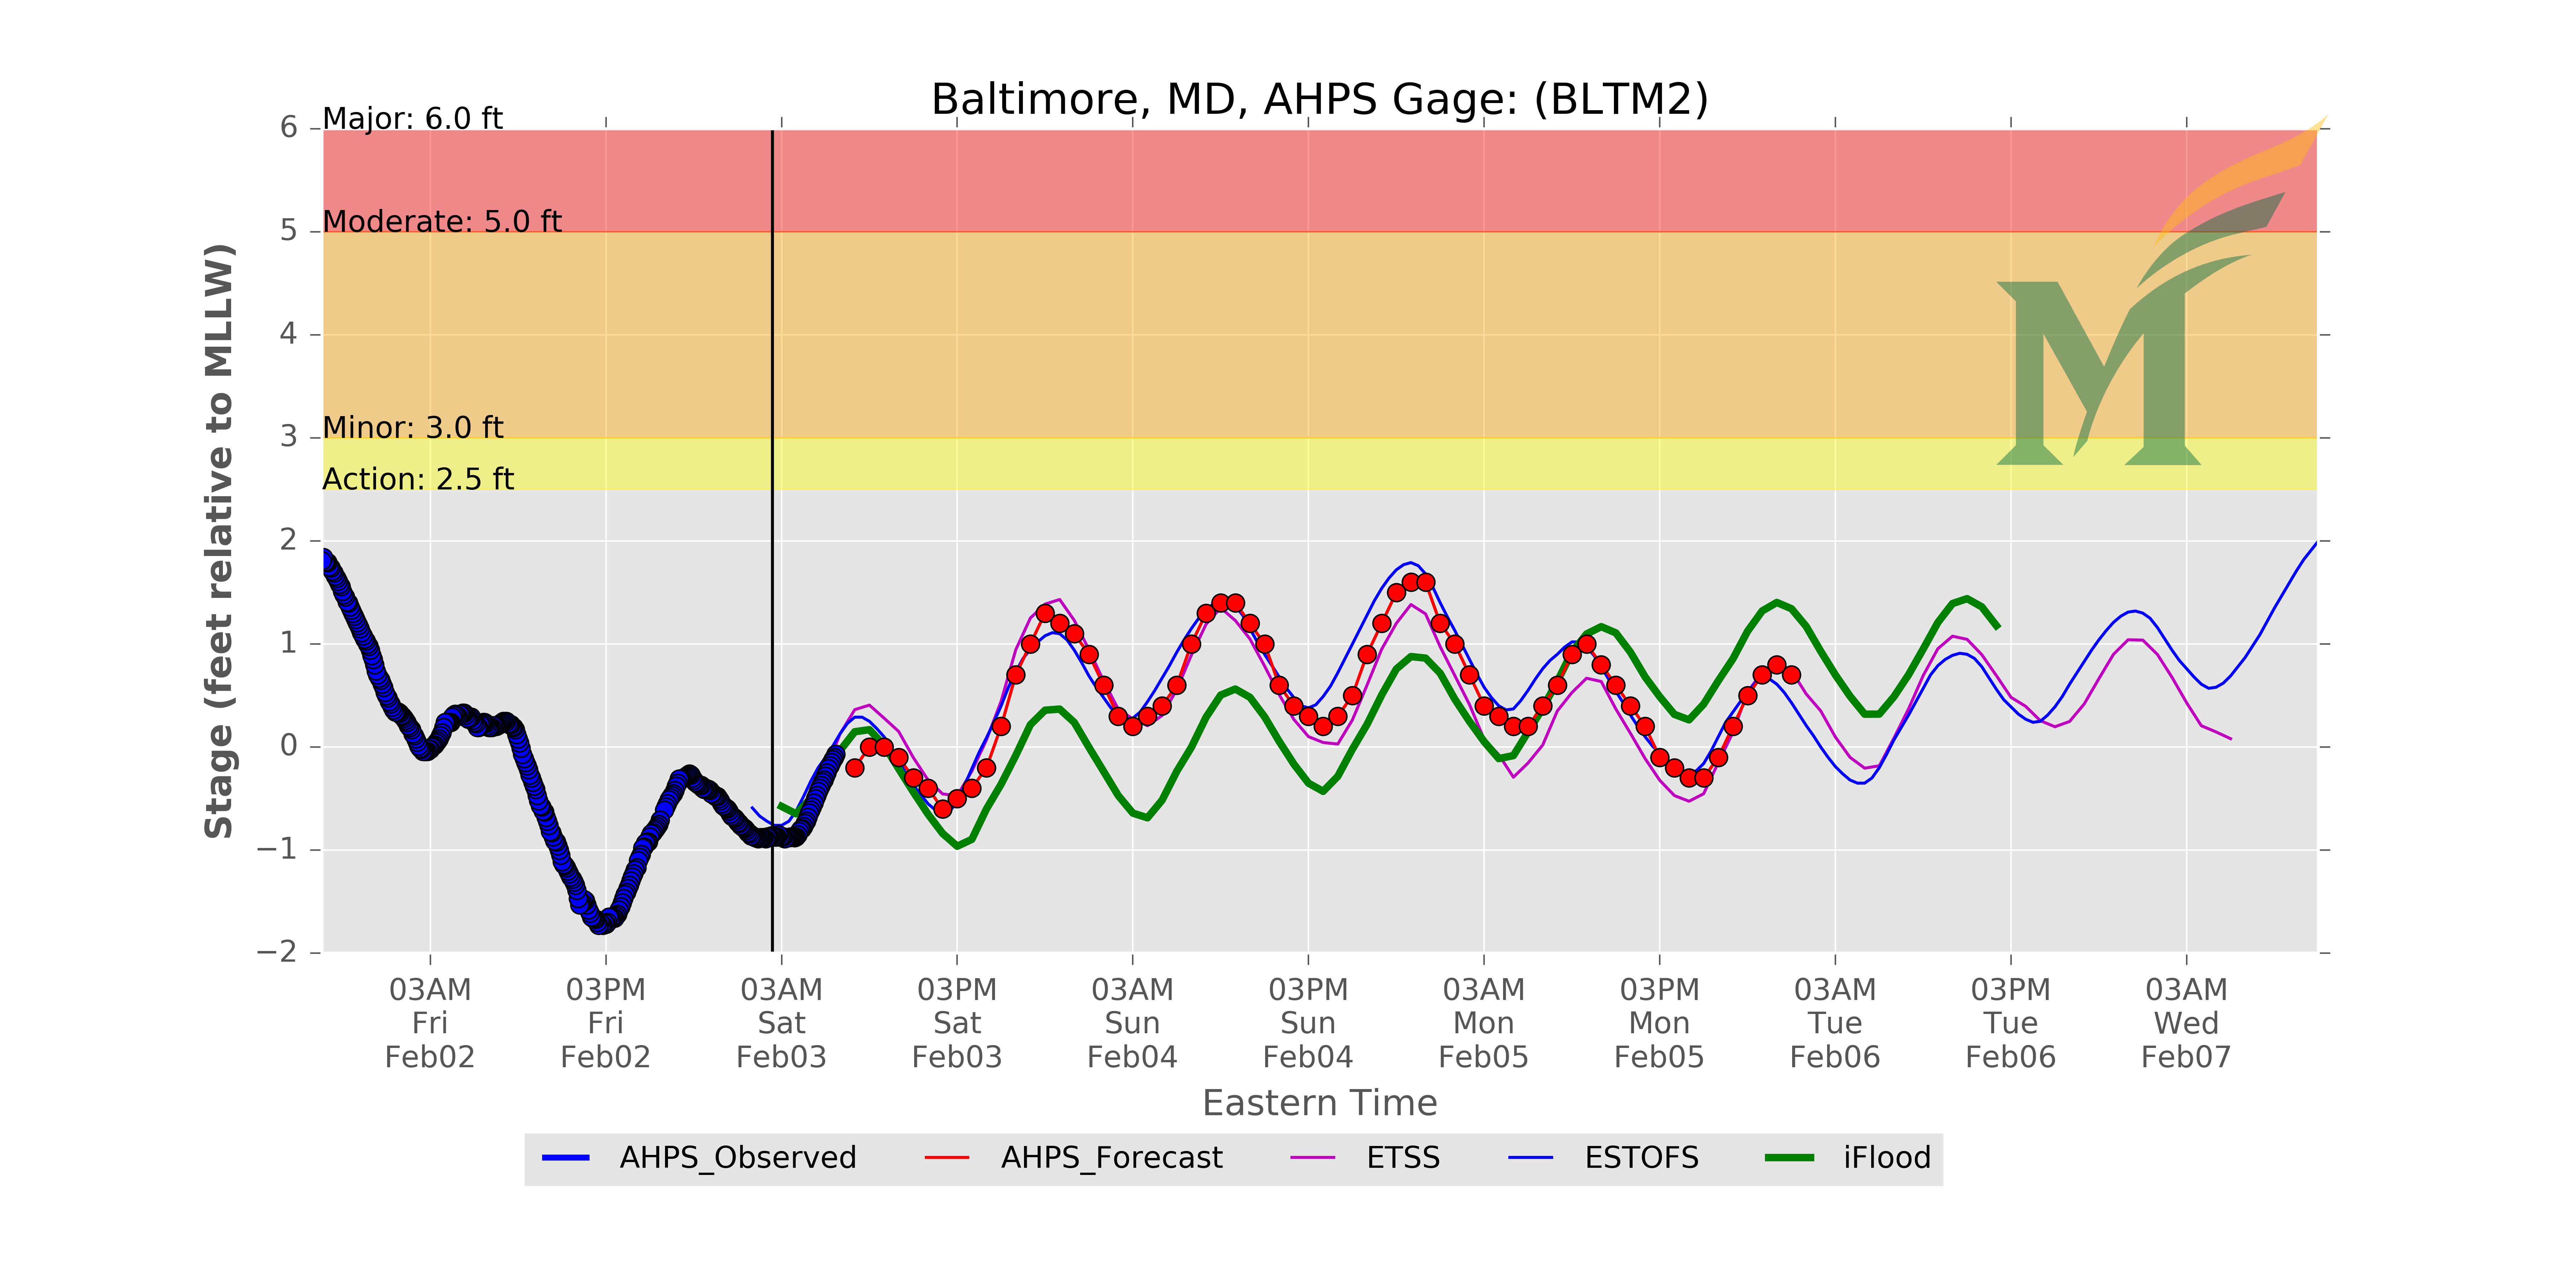 Baltimore, MD, AHPS Gage: (BLTM2)
Major: 6.0 ft
Moderate: 5.0 ft
Minor: 3.0 ft
Action: 2.5 ft
6
5
4
3
2
1
0
−1
−2
Stage (feet relative to MLLW)
03AM
Fri
Feb02
03PM
Fri
Feb02
03AM
Sat
Feb03
03PM
Sat
Feb03
03AM
Sun
Feb04
03PM
Sun
Feb04
03AM
Mon
Feb05
03PM
Mon
Feb05
03AM
Tue
Feb06
03PM
Tue
Feb06
03AM
Wed
Feb07
Eastern Time
AHPS_Observed
AHPS_Forecast
ETSS
ESTOFS
iFlood
M